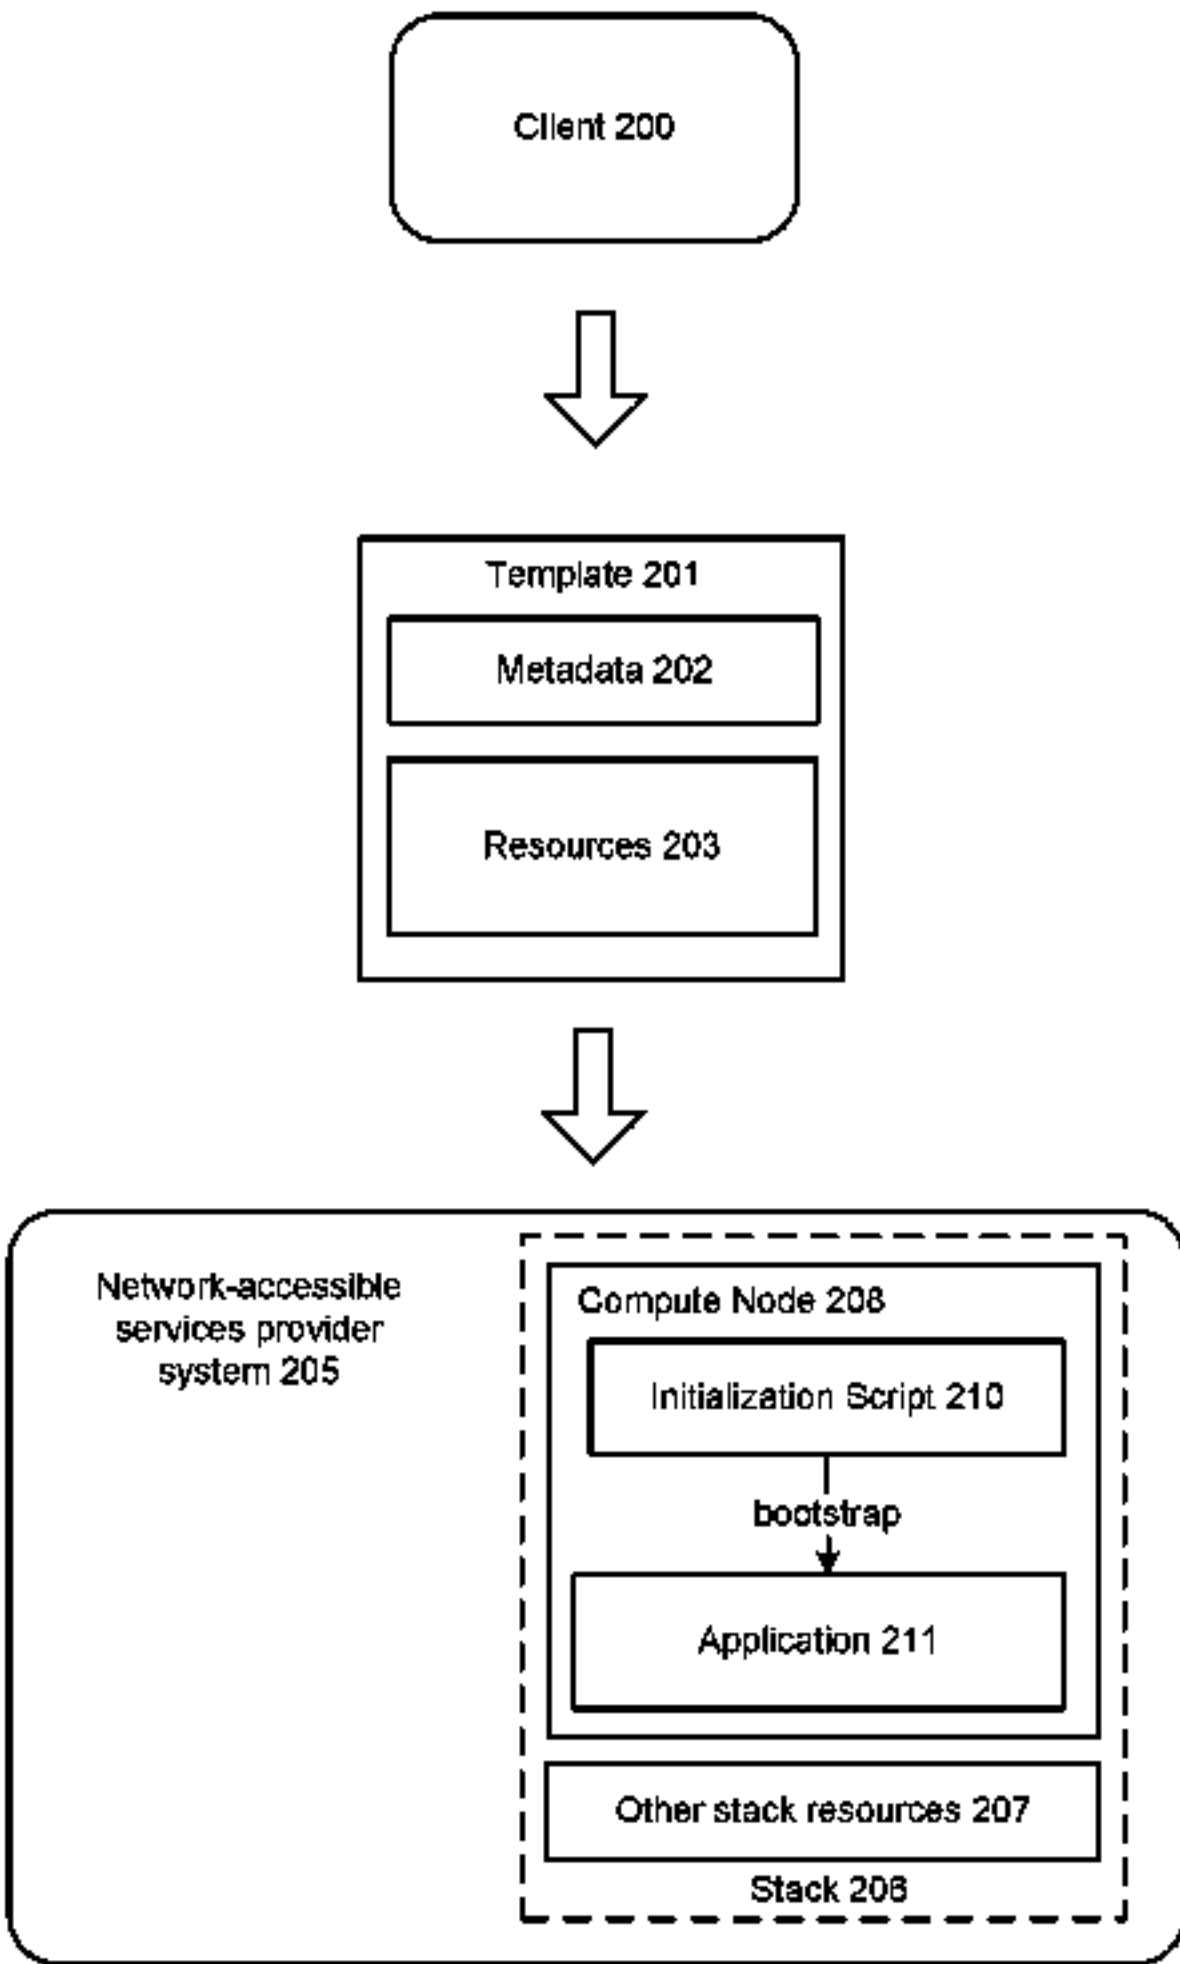 Client 200
Template 201
Metadata 202
Resources 203
Network-accessible
services provider
system 205
Compute Node 208
Initialization Script 210
bootstrap
Application 211
Other stack resources 207
Stack 206